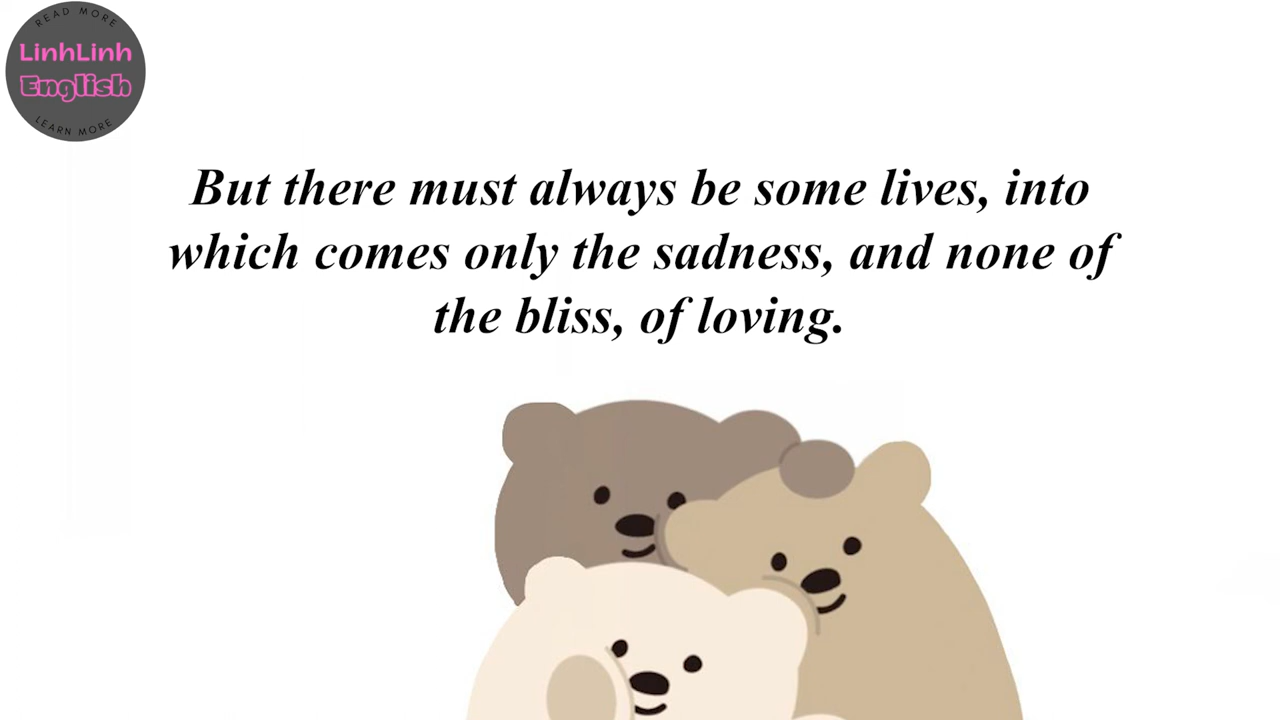 READ MORE
LinhLinh
English
LEARN MORE
But there must always be some lives, into
which comes only the sadness, and none of
the bliss, of loving.